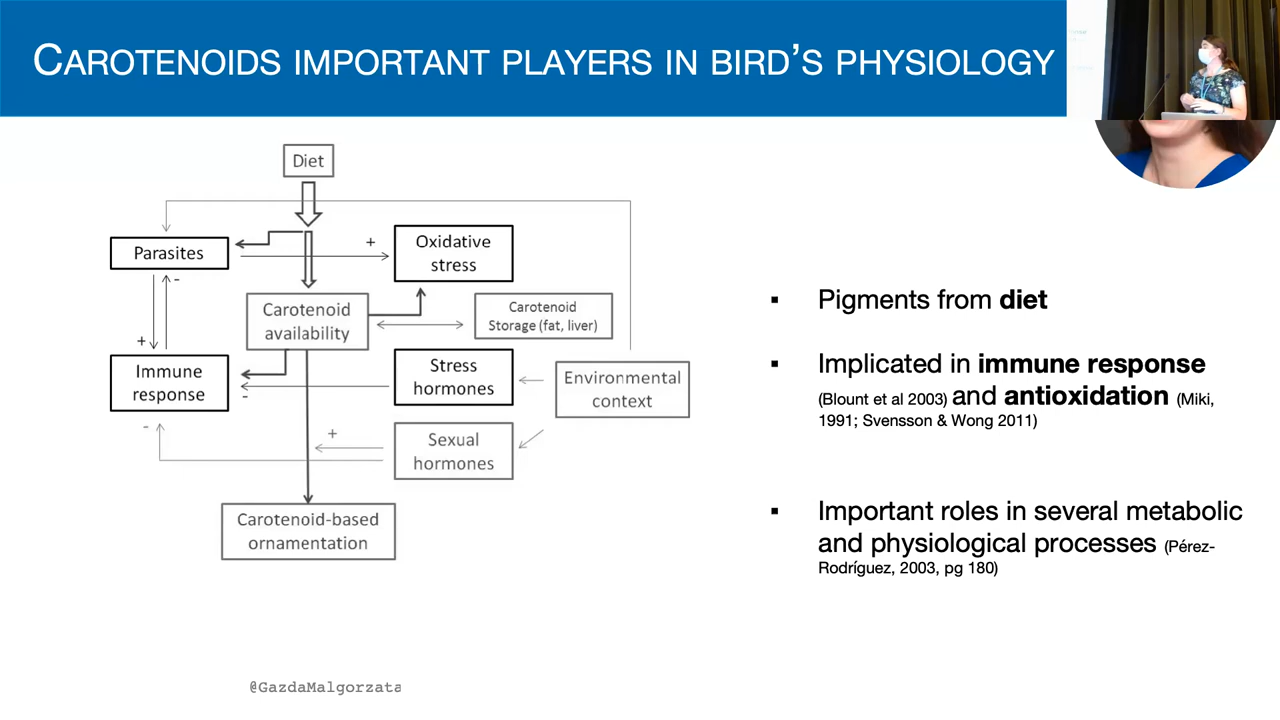 CAROTENOIDS IMPORTANT PLAYERS IN BIRD'S PHYSIOLOGY
Diet
Parasites
+
Oxidative
stress
-
Carotenoid
availability
Carotenoid
Storage (fat, liver)
+
Immune
response
-
Stress
hormones
Environmental
context
-
+
Sexual
hormones
Carotenoid-based
ornamentation
▪ Pigments from diet
▪ Implicated in immune response
(Blount et al 2003) and antioxidation (Miki,
1991; Svensson & Wong 2011)
▪ Important roles in several metabolic
and physiological processes (Pérez-
Rodríguez, 2003, pg 180)
@GazdaMalgorzata